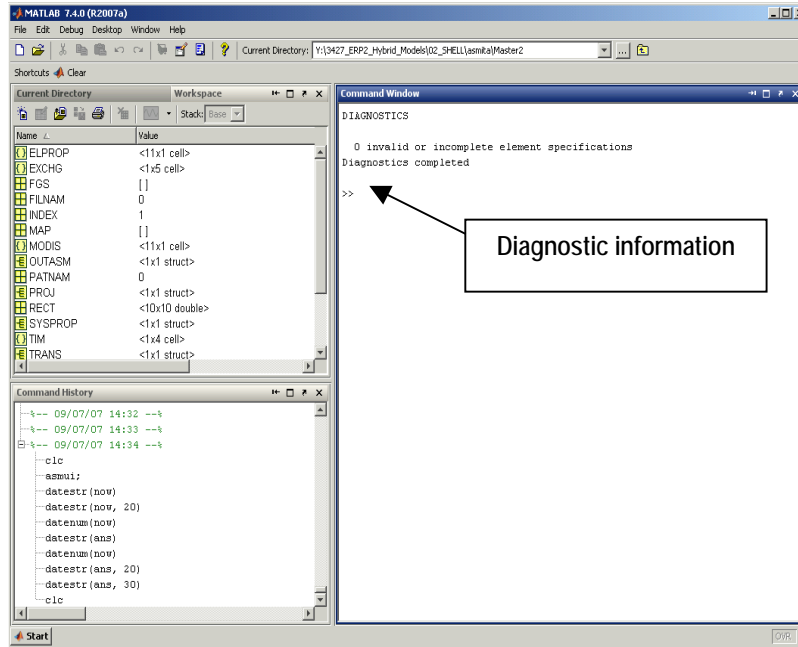 MATLAB 7.4.0 (R2007a)
File Edit Debug Desktop Window Help
Current Directory: Y:\3427_ERP2_Hybrid_Models\02_SHELL\asmita\Master2
Shortcuts Clear
Current Directory Workspace
Stack: Base
Name Value
ELPROP <11x1 cell>
EXCHG <1x5 cell>
FGS [ ]
FILNAM 0
INDEX 1
MAP [ ]
MODIS <11x1 cell>
OUTASM <1x1 struct>
PATNAM 0
PROJ <1x1 struct>
RECT <10x10 double>
SYSPROP <1x1 struct>
TIM <1x4 cell>
TRANS <1x1 struct>
Command History
%-- 09/07/07 14:32 --%
%-- 09/07/07 14:33 --%
%-- 09/07/07 14:34 --%
clc
asmui;
datestr(now)
datestr(now, 20)
datenum(now)
datestr(ans)
datenum(now)
datestr(ans, 20)
datestr(ans, 30)
clc
Command Window
DIAGNOSTICS
0 invalid or incomplete element specifications
Diagnostics completed
>>
Diagnostic information
Start
OVR